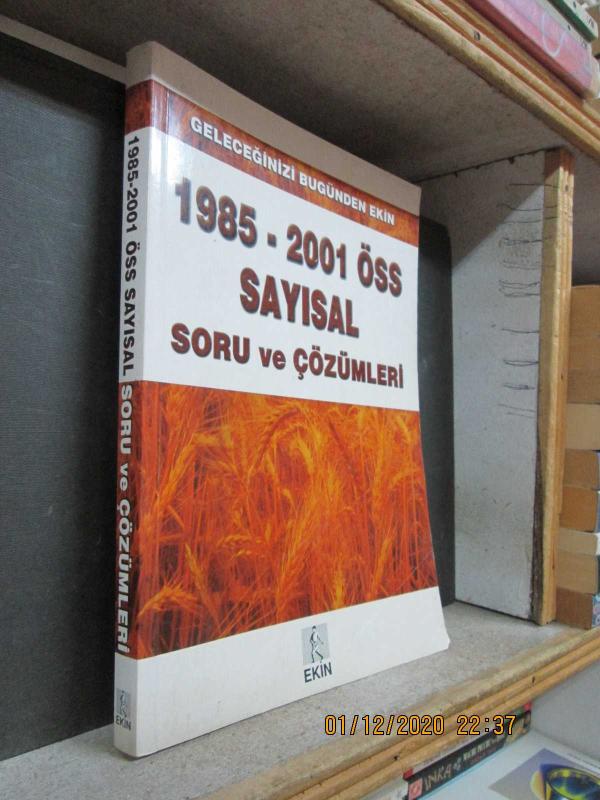 GELECEĞİNİZİ BUGÜNDEN EKİN
1985 - 2001 ÖSS
SAYISAL
SORU ve ÇÖZÜMLERİ
EKİN
1985-2001 ÖSS SAYISAL SORU ve ÇÖZÜMLERİ
EKİN
01/12/2020 22:37